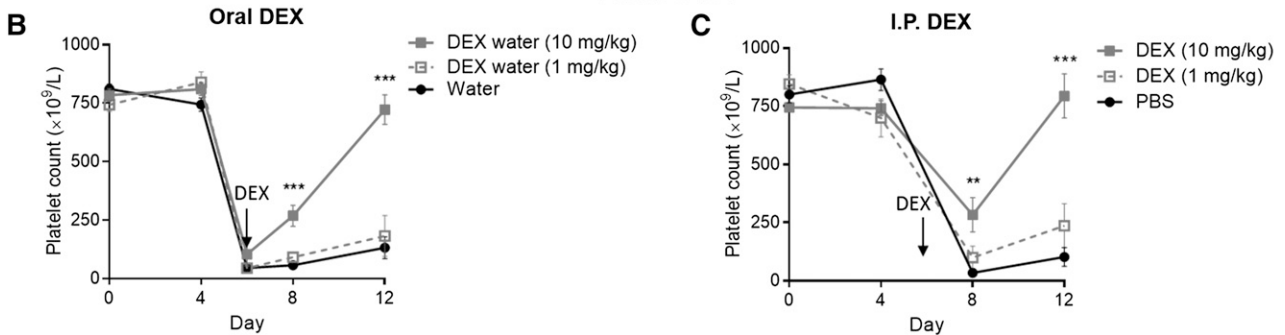 B
Oral DEX
DEX water (10 mg/kg)
DEX water (1 mg/kg)
Water
Platelet count (×10⁹/L)
1000
750
500
250
0
DEX
***
***
0
4
8
12
Day
C
I.P. DEX
DEX (10 mg/kg)
DEX (1 mg/kg)
PBS
Platelet count (×10⁹/L)
1000
750
500
250
0
DEX
**
***
0
4
8
12
Day